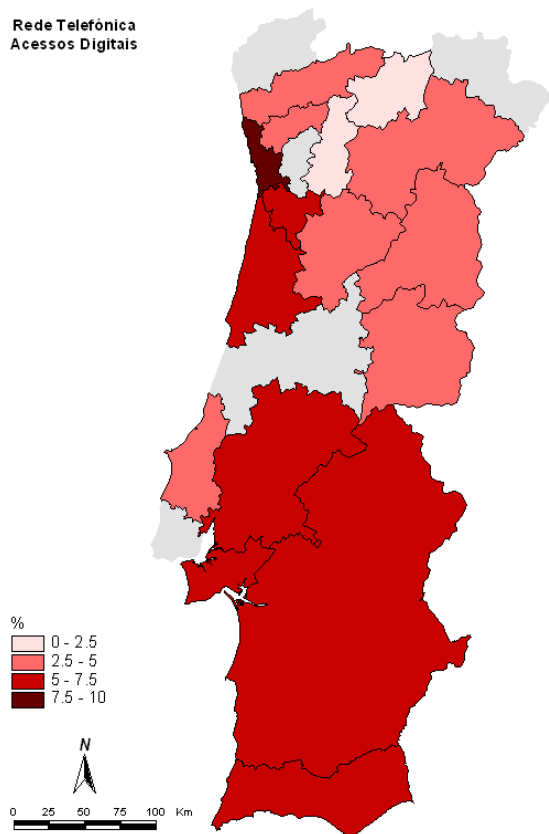 Rede Telefónica
Acessos Digitais
%
0 - 2.5
2.5 - 5
5 - 7.5
7.5 - 10
N
0 25 50 75 100 Km